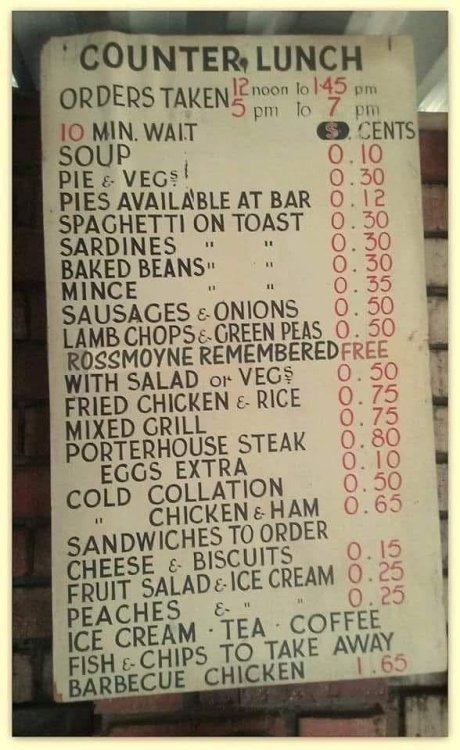 COUNTER LUNCH
ORDERS TAKEN 12 noon to 1·45 pm
5 pm to 7 pm
10 MIN. WAIT $. CENTS
SOUP 0.10
PIE & VEGS 0.30
PIES AVAILABLE AT BAR 0.12
SPAGHETTI ON TOAST 0.30
SARDINES " " 0.30
BAKED BEANS " " 0.30
MINCE " " 0.35
SAUSAGES & ONIONS 0.50
LAMB CHOPS & GREEN PEAS 0.50
ROSSMOYNE REMEMBERED FREE
WITH SALAD or VEGS 0.50
FRIED CHICKEN & RICE 0.75
MIXED GRILL 0.75
PORTERHOUSE STEAK 0.80
EGGS EXTRA 0.10
COLD COLLATION 0.50
" CHICKEN & HAM 0.65
SANDWICHES TO ORDER
CHEESE & BISCUITS 0.15
FRUIT SALAD & ICE CREAM 0.25
PEACHES & " " 0.25
ICE CREAM · TEA · COFFEE
FISH & CHIPS TO TAKE AWAY
BARBECUE CHICKEN 1.65